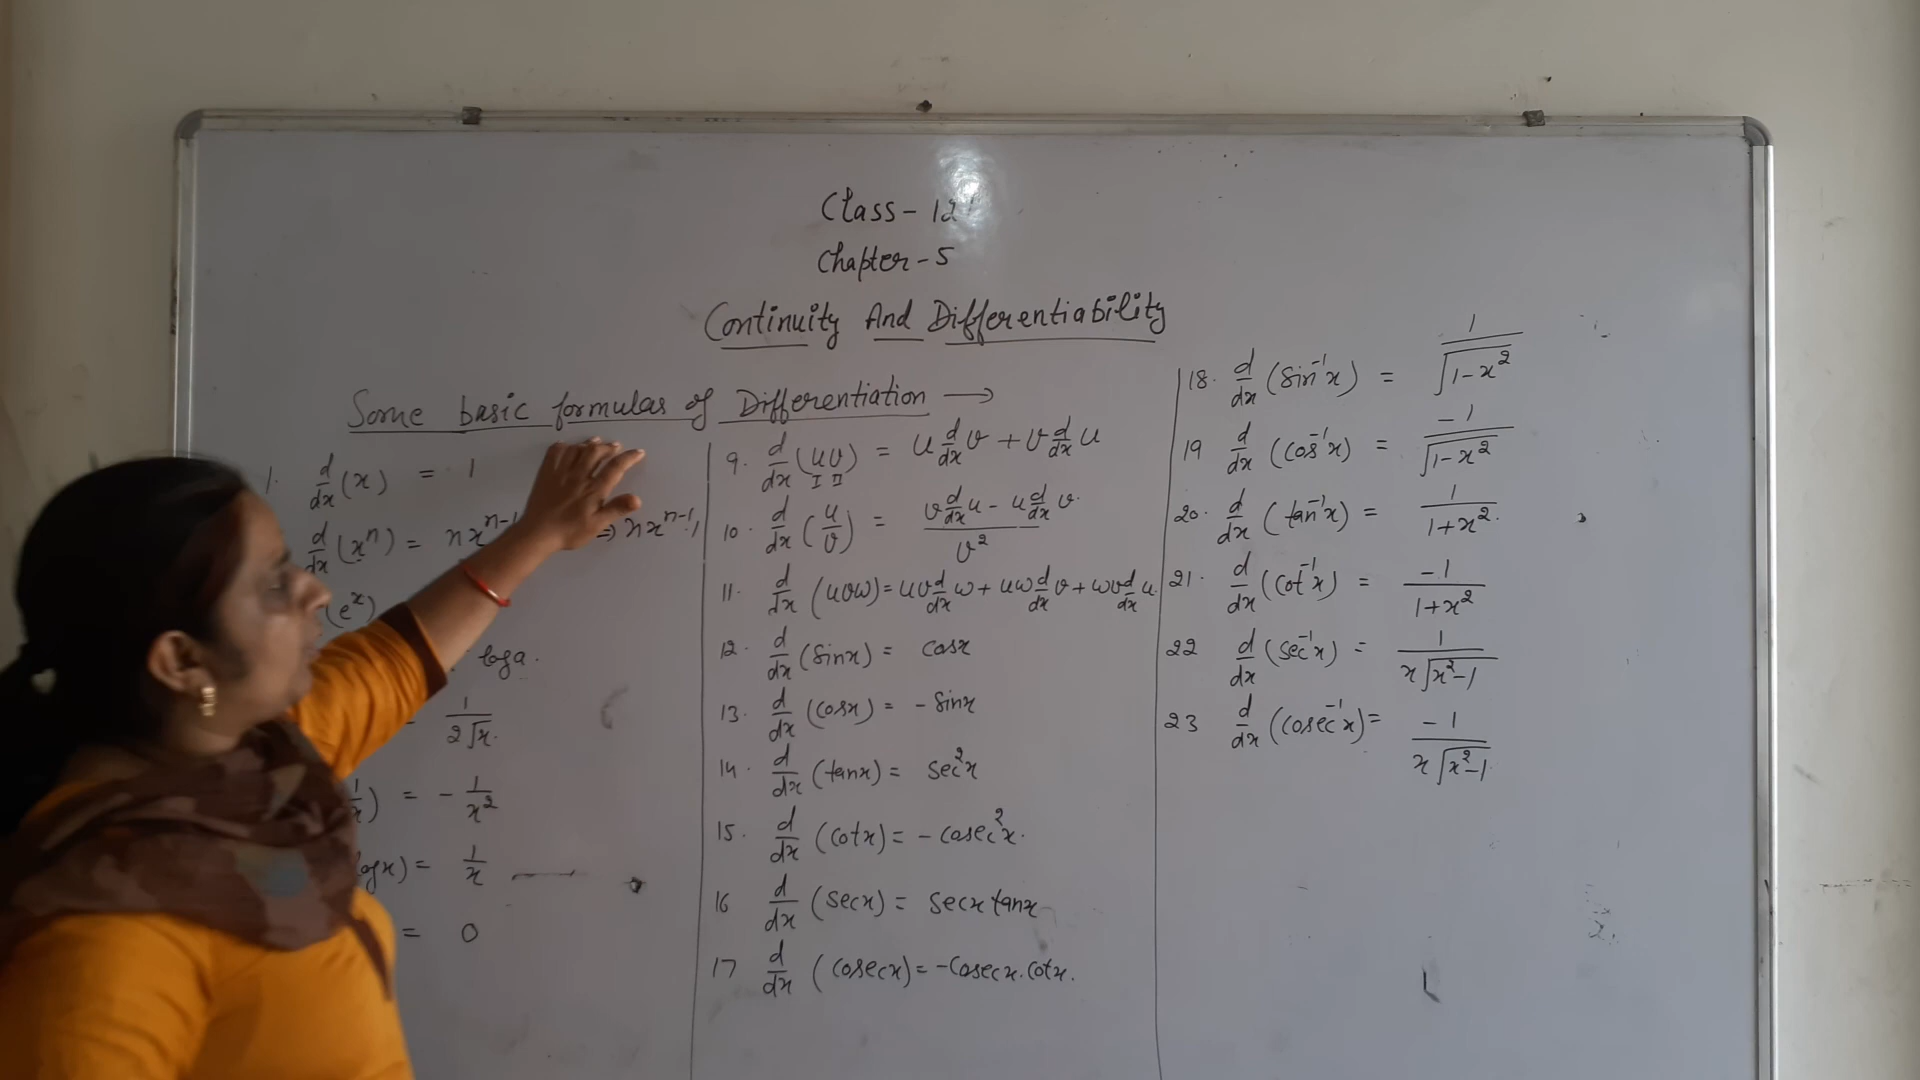 Class - 12
Chapter - 5
Continuity And Differentiability
Some basic formulas of Differentiation →
1. d/dx (x) = 1
d/dx (xⁿ) = nxⁿ⁻¹ ⇒ nxⁿ⁻¹
(eˣ)
log a.
1/2√x.
= - 1/x²
log x) = 1/x
= 0
9. d/dx (uv) = u d/dx v + v d/dx u
I II
10. d/dx (u/v) = (v d/dx u - u d/dx v)/v²
11. d/dx (uvw) = uv d/dx w + uw d/dx v + wv d/dx u.
12. d/dx (sinx) = cosx
13. d/dx (cosx) = - sinx
14. d/dx (tanx) = sec²x
15. d/dx (cotx) = - cosec²x.
16 d/dx (secx) = secx tanx
17 d/dx (cosecx) = -cosecx.cotx.
18. d/dx (sin⁻¹x) = 1/√(1-x²)
19 d/dx (cos⁻¹x) = -1/√(1-x²)
20. d/dx (tan⁻¹x) = 1/(1+x²).
21. d/dx (cot⁻¹x) = -1/(1+x²)
22 d/dx (sec⁻¹x) = 1/(x√(x²-1))
23 d/dx (cosec⁻¹x) = -1/(x√(x²-1)).